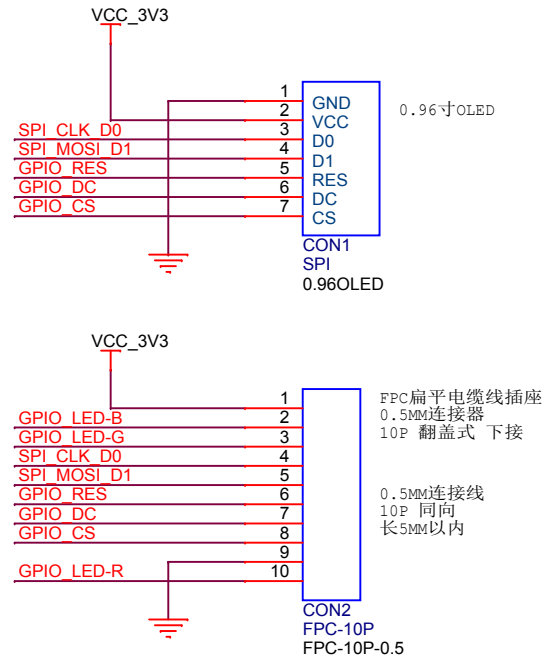 VCC_3V3
1
GND
0.96寸OLED
2
VCC
SPI_CLK_D0
3
D0
SPI_MOSI_D1
4
D1
GPIO_RES
5
RES
GPIO_DC
6
DC
GPIO_CS
7
CS
CON1
SPI
0.96OLED
VCC_3V3
1
FPC扁平电缆线插座
GPIO_LED-B
2
0.5MM连接器
GPIO_LED-G
3
10P 翻盖式 下接
SPI_CLK_D0
4
SPI_MOSI_D1
5
GPIO_RES
6
0.5MM连接线
GPIO_DC
7
10P 同向
GPIO_CS
8
长5MM以内
9
GPIO_LED-R
10
CON2
FPC-10P
FPC-10P-0.5